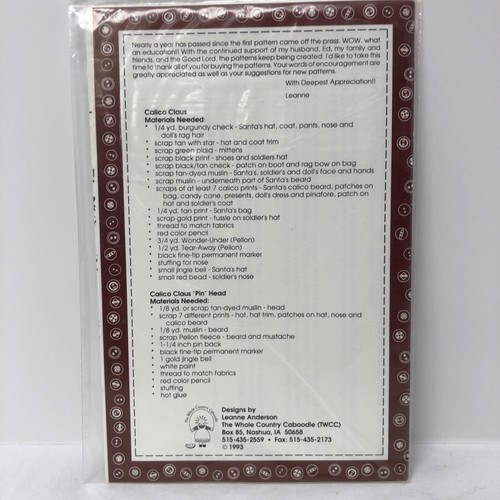 Nearly a year has passed since the first pattern came off the press. WOW, what
an education!! With the continued support of my husband, Ed, my family and
friends, and the Good Lord, the patterns keep being created. I'd like to take this
time to thank all of you for buying the patterns. Your words of encouragement are
greatly appreciated as well as your suggestions for new patterns.
With Deepest Appreciation!!
Leanne
Calico Claus
Materials Needed:
* 1/4 yd. burgundy check - Santa's hat, coat, pants, nose and
doll's rag hair
* scrap tan with star - hat and coat trim
* scrap green plaid - mittens
* scrap black print - shoes and soldiers hat
* scrap black/tan check - patch on boot and rag bow on bag
* scrap tan-dyed muslin - Santa's, soldier's and doll's face and hands
* scrap muslin - underneath part of Santa's beard
* scraps of at least 7 calico prints - Santa's calico beard, patches on
bag, candy cane, presents, doll's dress and pinafore, patch on
hat and soldier's coat
* 1/4 yd. tan print - Santa's bag
* scrap gold print - tussle on soldier's hat
* thread to match fabrics
* red color pencil
* 3/4 yd. Wonder-Under (Pellon)
* 1/2 yd. Tear-Away (Pellon)
* black fine-tip permanent marker
* stuffing for nose
* small jingle bell - Santa's hat
* small red bead - soldier's nose
Calico Claus "Pin" Head
Materials Needed:
* 1/8 yd. or scrap tan-dyed muslin - head
* scrap 7 different prints - hat, hat trim, patches on hat, nose and
calico beard
* 1/8 yd. muslin - beard
* scrap Pellon fleece - beard and mustache
* 1-1/4 inch pin back
* black fine-tip permanent marker
* 1 gold jingle bell
* white paint
* thread to match fabrics
* red color pencil
* stuffing
* hot glue
The Whole Country Caboodle
Designs by
Leanne Anderson
The Whole Country Caboodle (TWCC)
Box 85, Nashua, IA 50658
515-435-2559 • Fax: 515-435-2173
© 1993